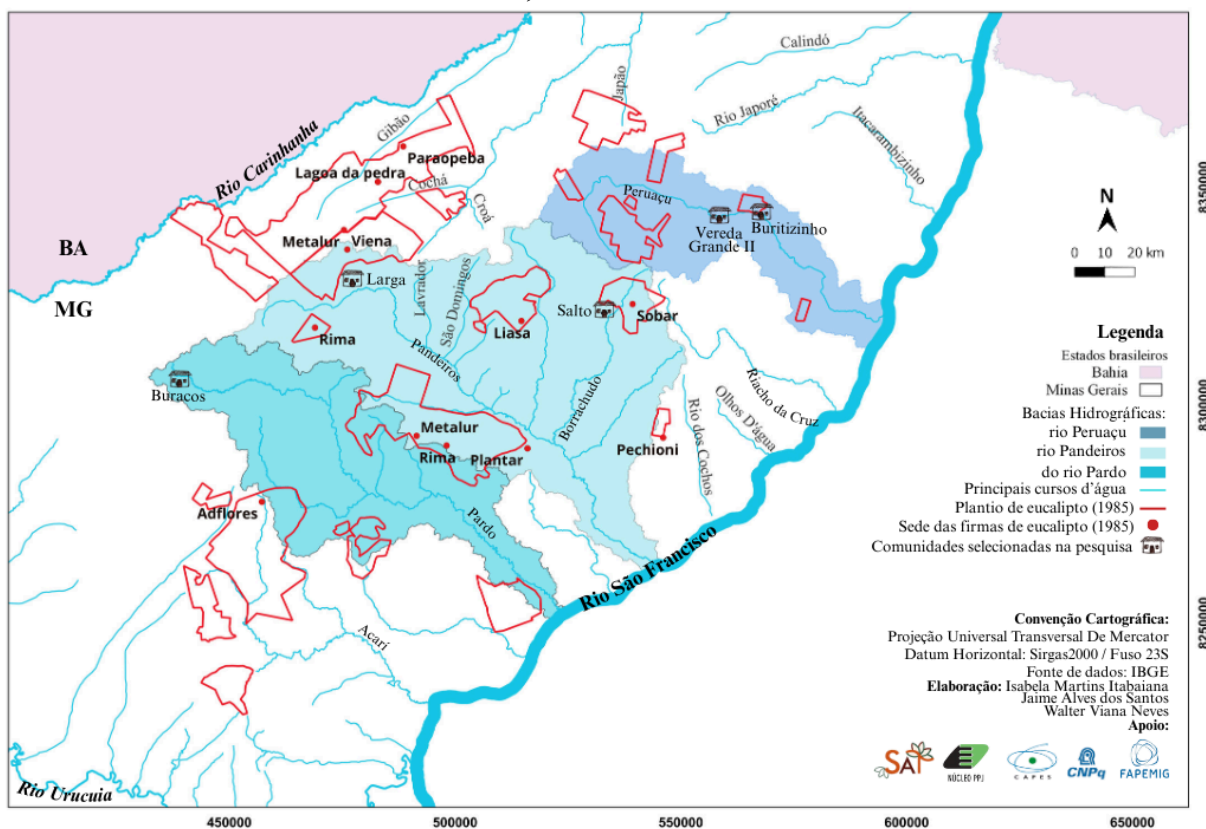 Calindó
Japão
Rio Japoré
Itacarambizinho
Gibão
Rio Carinhanha
Paraopeba
Lagoa da pedra
Cochá
Croá
Peruaçu
Vereda
Grande II
Buritizinho
BA
MG
Metalur
Viena
Larga
Lavrador
São Domingos
Salto
Sobar
Liasa
Rima
Pandeiros
Buracos
Borrachudo
Riacho da Cruz
Olhos D'água
Rio dos Cochos
Metalur
Rima
Plantar
Pechioni
Adflores
Pardo
Rio São Francisco
Acari
Rio Urucuia
N
0 10 20 km
Legenda
Estados brasileiros
Bahia
Minas Gerais
Bacias Hidrográficas:
rio Peruaçu
rio Pandeiros
do rio Pardo
Principais cursos d'água
Plantio de eucalipto (1985)
Sede das firmas de eucalipto (1985)
Comunidades selecionadas na pesquisa
Convenção Cartográfica:
Projeção Universal Transversal De Mercator
Datum Horizontal: Sirgas2000 / Fuso 23S
Fonte de dados: IBGE
Elaboração: Isabela Martins Itabaiana
Jaime Alves dos Santos
Walter Viana Neves
Apoio:
SAT
NÚCLEO PPJ
CAPES
CNPq
FAPEMIG
8350000
8300000
8250000
450000
500000
550000
600000
650000